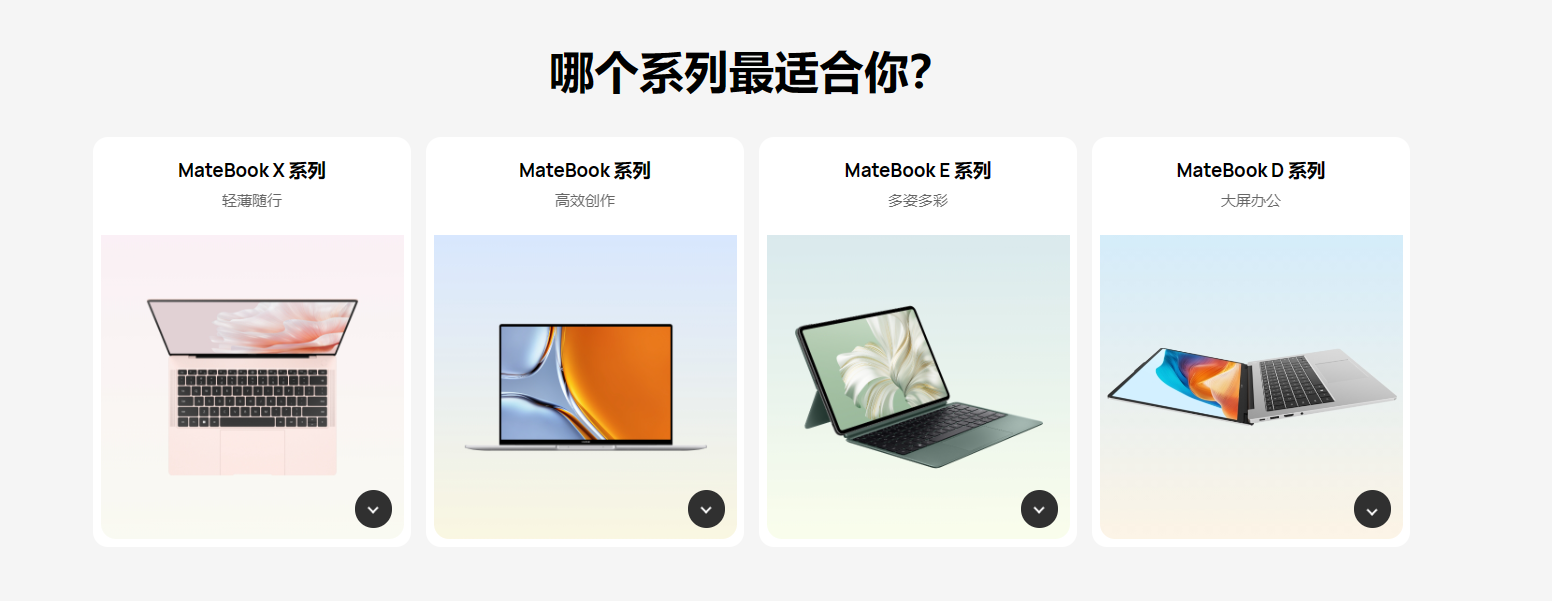 哪个系列最适合你?
MateBook X 系列
轻薄随行
MateBook 系列
高效创作
MateBook E 系列
多姿多彩
MateBook D 系列
大屏办公